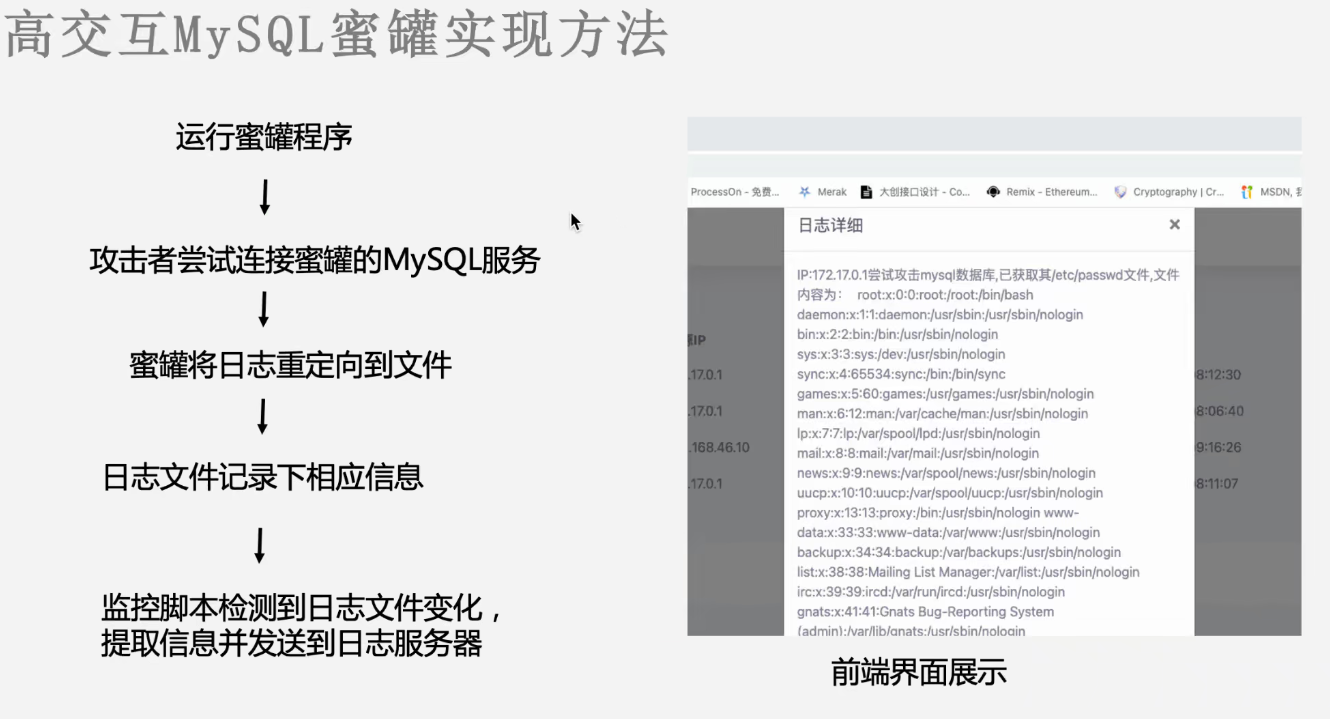 高交互MySQL蜜罐实现方法
运行蜜罐程序
攻击者尝试连接蜜罐的MySQL服务
蜜罐将日志重定向到文件
日志文件记录下相应信息
监控脚本检测到日志文件变化，
提取信息并发送到日志服务器
ProcessOn - 免费... Merak 大创接口设计 - Co... Remix - Ethereum... Cryptography | Cr... MSDN,
日志详细
IP:172.17.0.1尝试攻击mysql数据库,已获取其/etc/passwd文件,文件
内容为： root:x:0:0:root:/root:/bin/bash
daemon:x:1:1:daemon:/usr/sbin:/usr/sbin/nologin
bin:x:2:2:bin:/bin:/usr/sbin/nologin
sys:x:3:3:sys:/dev:/usr/sbin/nologin
sync:x:4:65534:sync:/bin:/bin/sync
games:x:5:60:games:/usr/games:/usr/sbin/nologin
man:x:6:12:man:/var/cache/man:/usr/sbin/nologin
lp:x:7:7:lp:/var/spool/lpd:/usr/sbin/nologin
mail:x:8:8:mail:/var/mail:/usr/sbin/nologin
news:x:9:9:news:/var/spool/news:/usr/sbin/nologin
uucp:x:10:10:uucp:/var/spool/uucp:/usr/sbin/nologin
proxy:x:13:13:proxy:/bin:/usr/sbin/nologin www-
data:x:33:33:www-data:/var/www:/usr/sbin/nologin
backup:x:34:34:backup:/var/backups:/usr/sbin/nologin
list:x:38:38:Mailing List Manager:/var/list:/usr/sbin/nologin
irc:x:39:39:ircd:/var/run/ircd:/usr/sbin/nologin
gnats:x:41:41:Gnats Bug-Reporting System
(admin):/var/lib/gnats:/usr/sbin/nologin
IP
.17.0.1 8:12:30
.17.0.1 8:06:40
.168.46.10 9:16:26
.17.0.1 8:11:07
前端界面展示